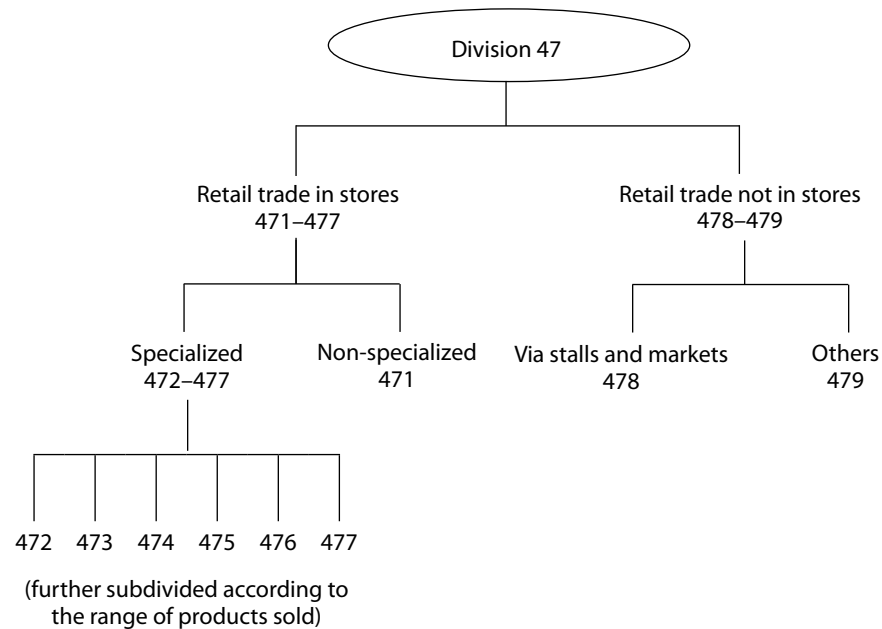 Division 47
Retail trade in stores
471–477
Retail trade not in stores
478–479
Specialized
472–477
Non-specialized
471
Via stalls and markets
478
Others
479
472 473 474 475 476 477
(further subdivided according to
the range of products sold)